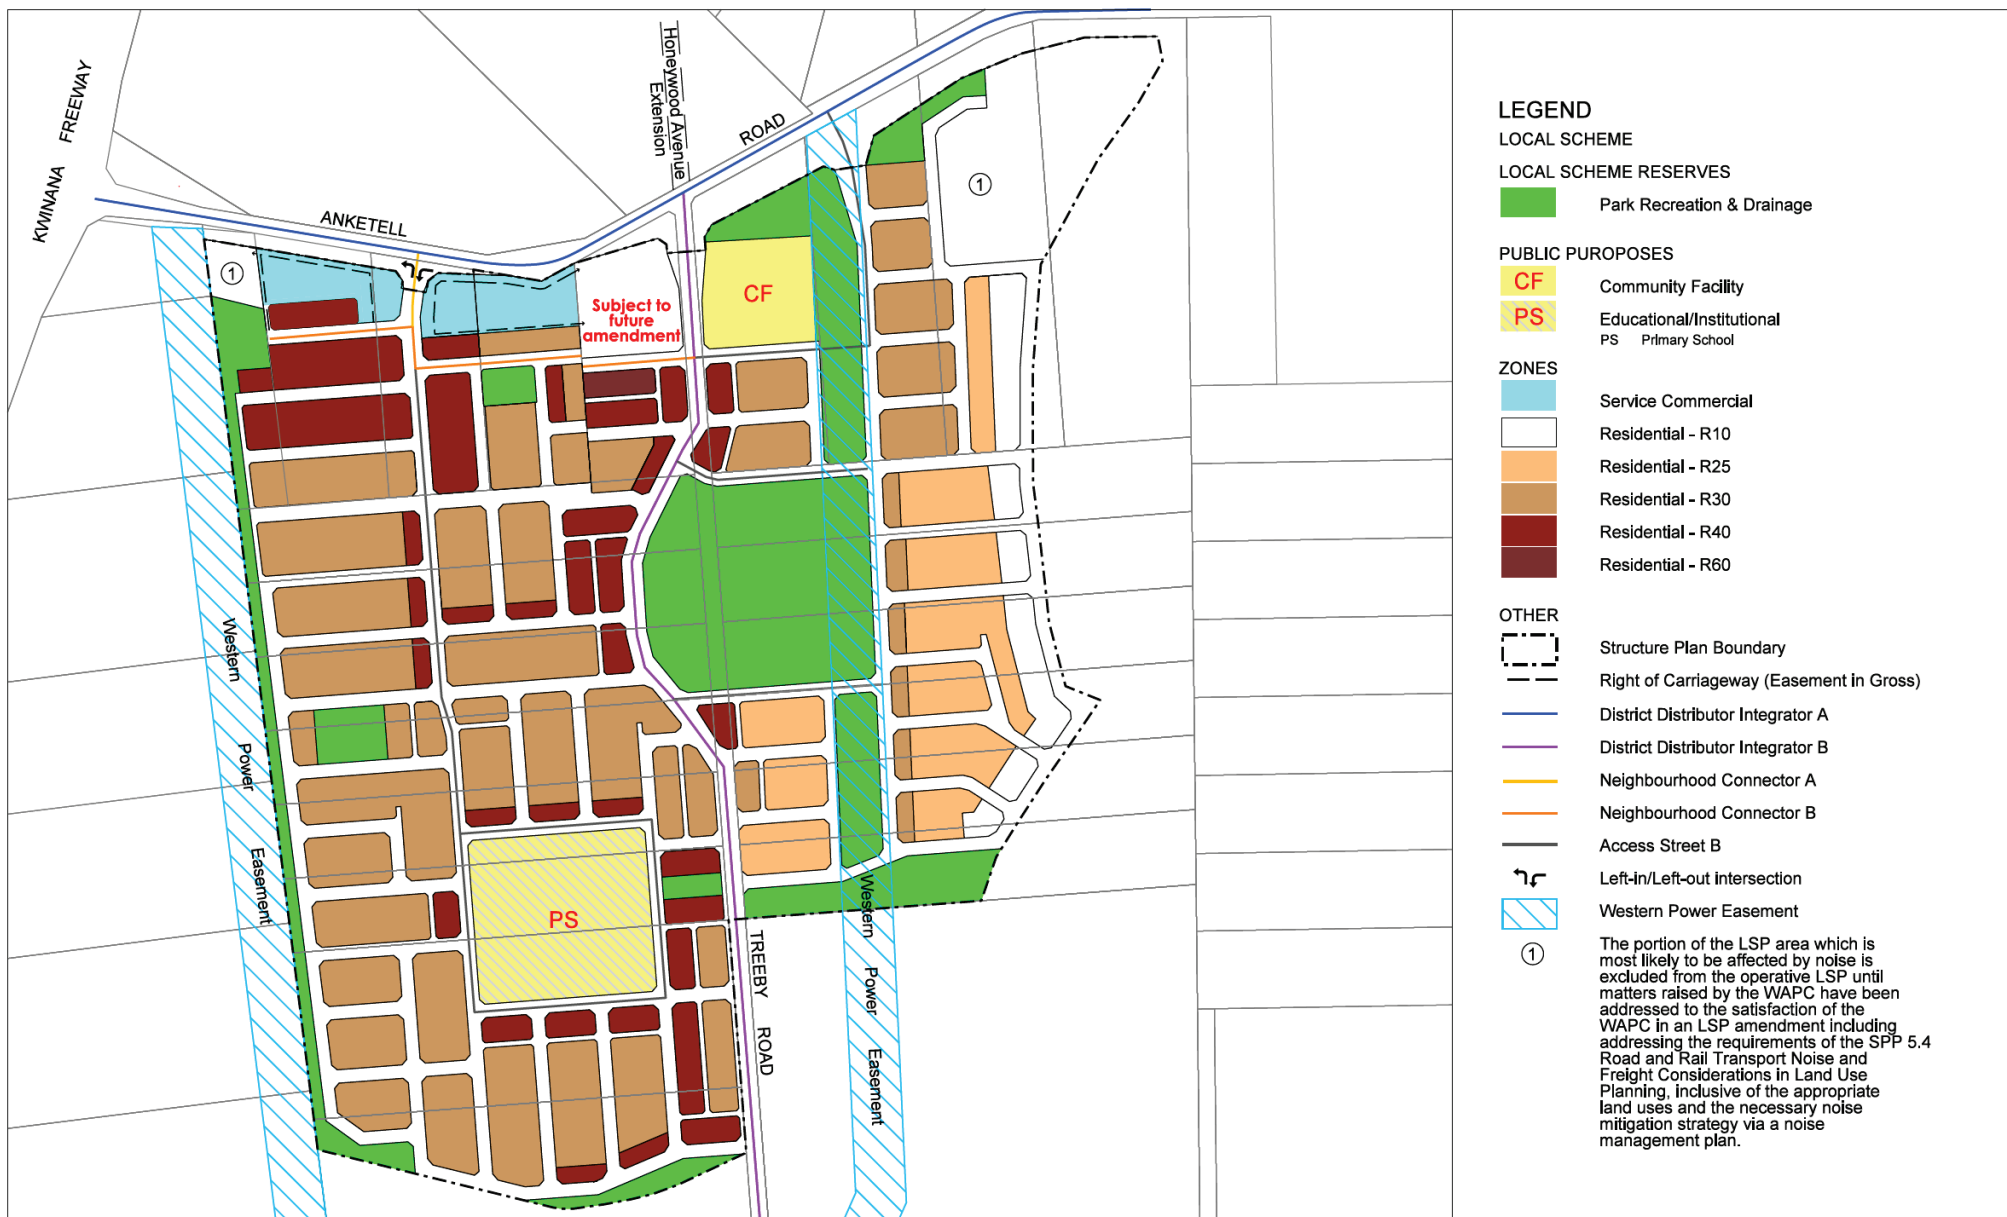 KWINANA FREEWAY
ANKETELL
ROAD
Honeywood Avenue
Extension
1
1
Subject to
future
amendment
CF
PS
Western Power Easement
Western Power Easement
TREEBY ROAD
LEGEND
LOCAL SCHEME
LOCAL SCHEME RESERVES
Park Recreation & Drainage
PUBLIC PUROPOSES
CF
Community Facility
PS
Educational/Institutional
PS Primary School
ZONES
Service Commercial
Residential - R10
Residential - R25
Residential - R30
Residential - R40
Residential - R60
OTHER
Structure Plan Boundary
Right of Carriageway (Easement in Gross)
District Distributor Integrator A
District Distributor Integrator B
Neighbourhood Connector A
Neighbourhood Connector B
Access Street B
Left-in/Left-out intersection
Western Power Easement
1
The portion of the LSP area which is
most likely to be affected by noise is
excluded from the operative LSP until
matters raised by the WAPC have been
addressed to the satisfaction of the
WAPC in an LSP amendment including
addressing the requirements of the SPP 5.4
Road and Rail Transport Noise and
Freight Considerations in Land Use
Planning, inclusive of the appropriate
land uses and the necessary noise
mitigation strategy via a noise
management plan.